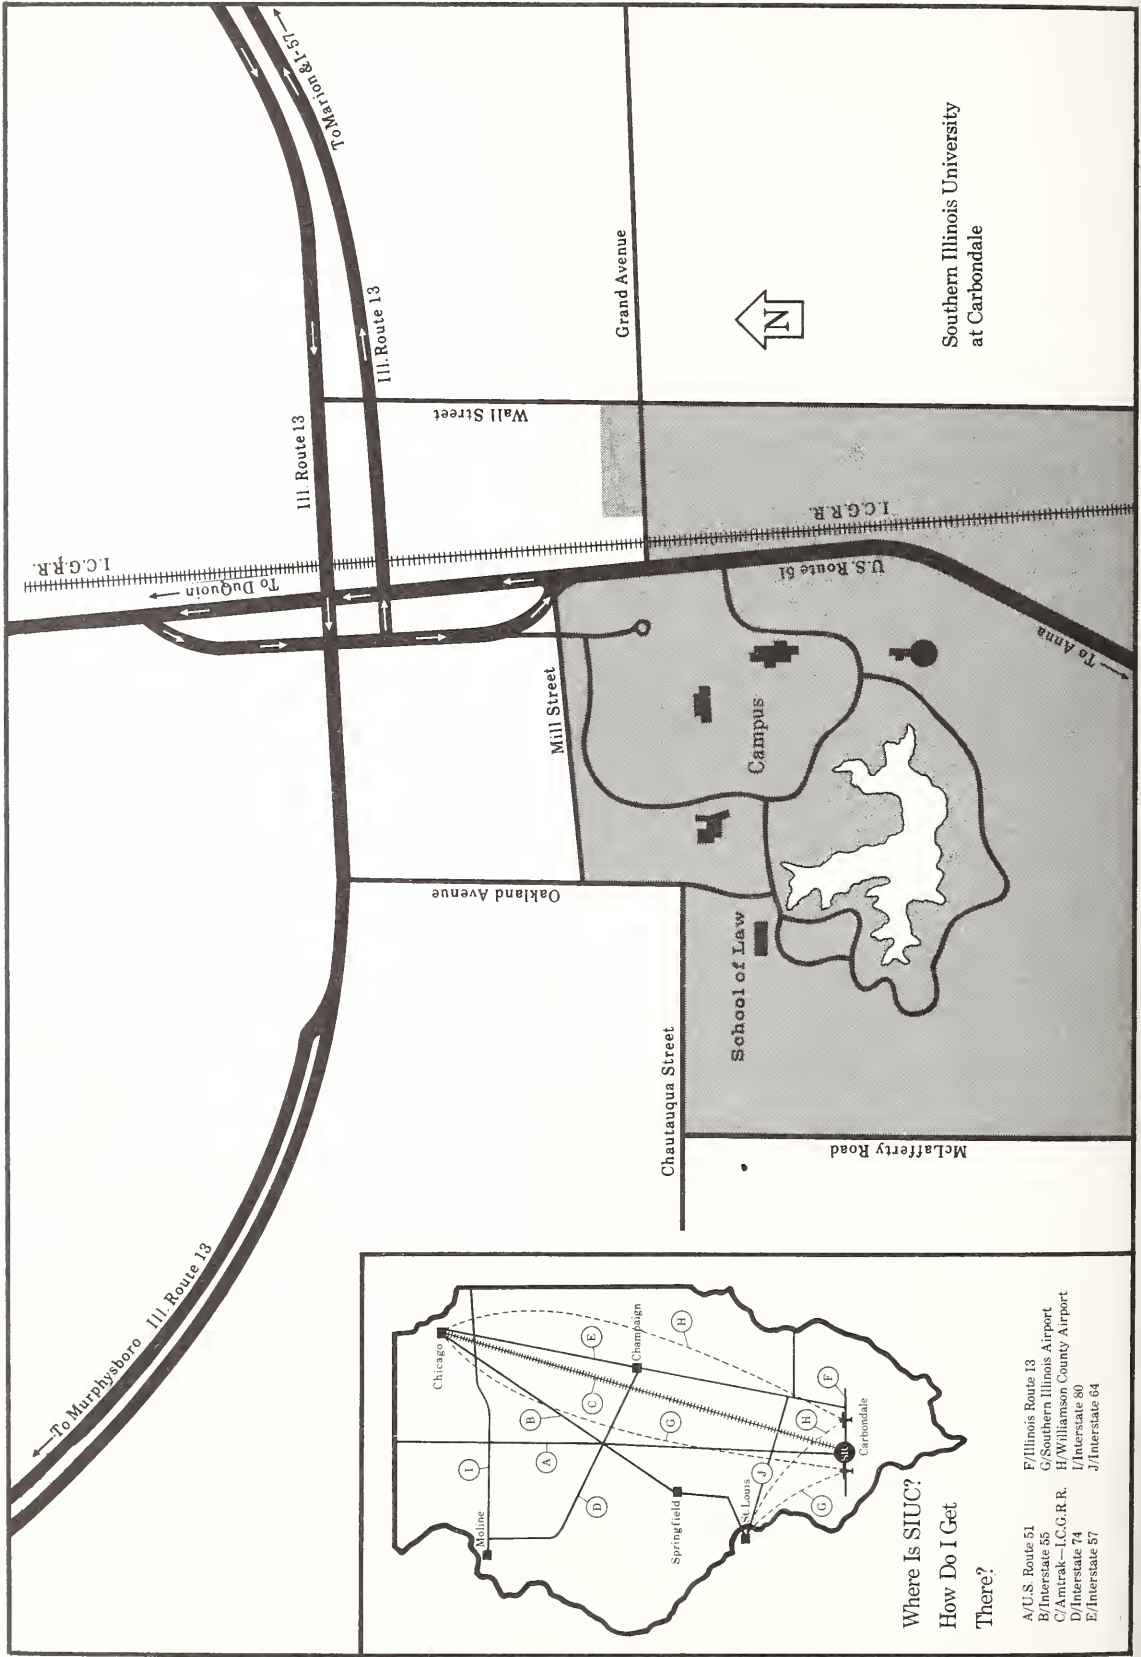 To Murphysboro
Ill. Route 13
Ill. Route 13
Ill. Route 13
To Marion & I-57
I.C.G.R.R.
To DuQuoin
Wall Street
Grand Avenue
Mill Street
Oakland Avenue
Chautauqua Street
School of Law
Campus
U.S. Route 51
I.C.G.R.R.
To Anna
McLafferty Road
N
Southern Illinois University
at Carbondale
Chicago
Moline
Champaign
Springfield
St. Louis
SIU
Carbondale
I
A
B
C
E
H
D
G
J
H
F
G
Where Is SIUC?
How Do I Get
There?
A/U.S. Route 51
B/Interstate 55
C/Amtrak—I.C.G.R.R.
D/Interstate 74
E/Interstate 57
F/Illinois Route 13
G/Southern Illinois Airport
H/Williamson County Airport
I/Interstate 80
J/Interstate 64